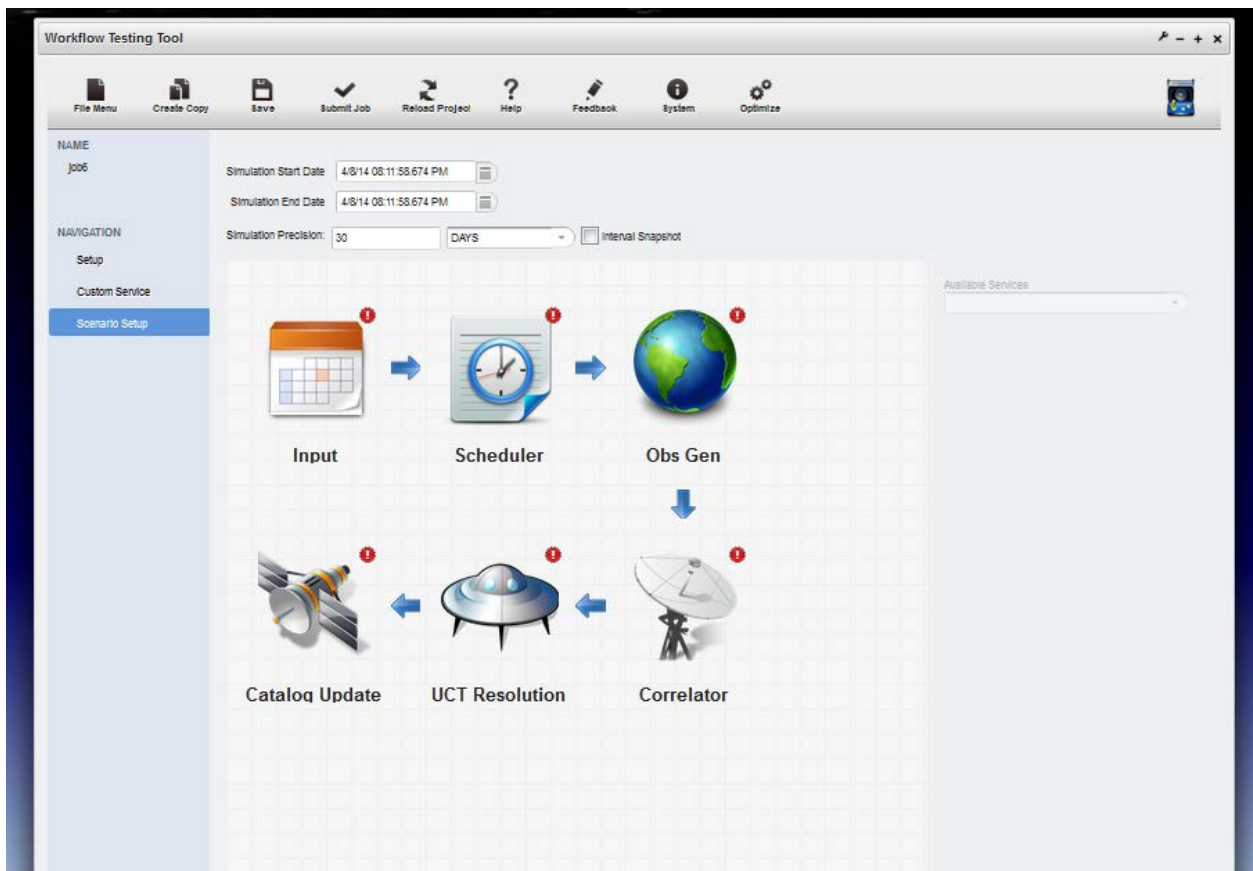 Workflow Testing Tool
File Menu Create Copy Save Submit Job Reload Project Help Feedback System Optimize
NAME
job6
NAVIGATION
Setup
Custom Service
Scenario Setup
Simulation Start Date 4/8/14 08:11:58.674 PM
Simulation End Date 4/8/14 08:11:58.674 PM
Simulation Precision: 30 DAYS Interval Snapshot
Available Services
Input Scheduler Obs Gen
Catalog Update UCT Resolution Correlator